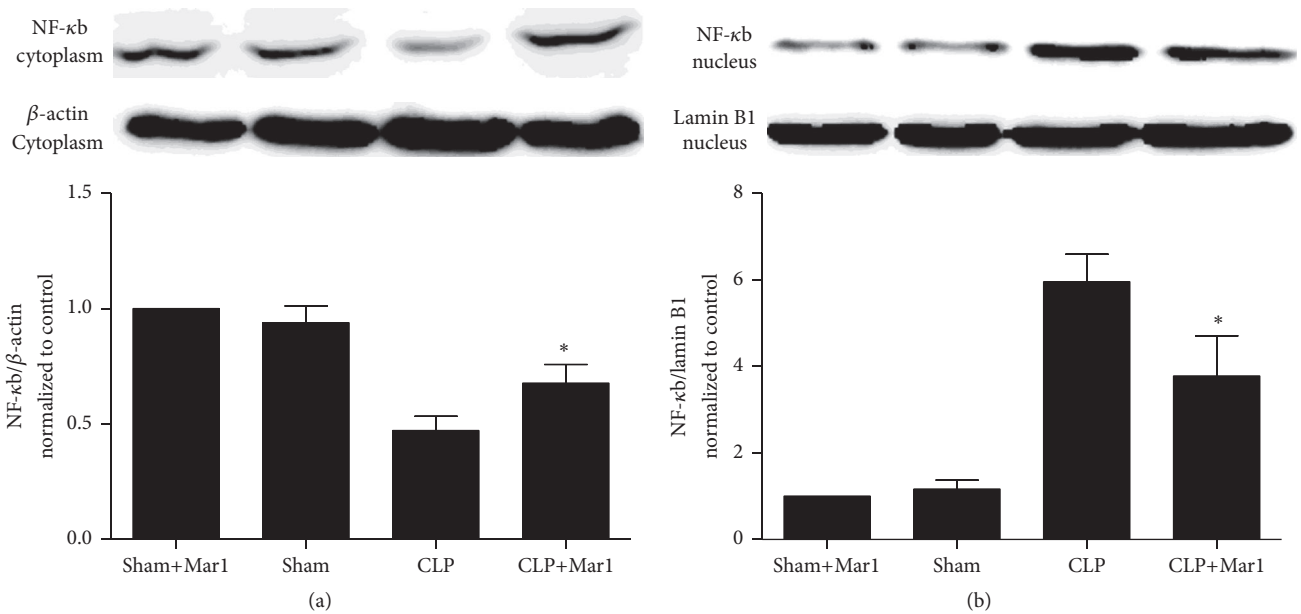 NF-κb
cytoplasm
β-actin
Cytoplasm
1.5
1.0
0.5
0.0
NF-κb/β-actin
normalized to control
*
Sham+Mar1 Sham CLP CLP+Mar1
(a)
NF-κb
nucleus
Lamin B1
nucleus
8
6
4
2
0
NF-κb/lamin B1
normalized to control
*
Sham+Mar1 Sham CLP CLP+Mar1
(b)